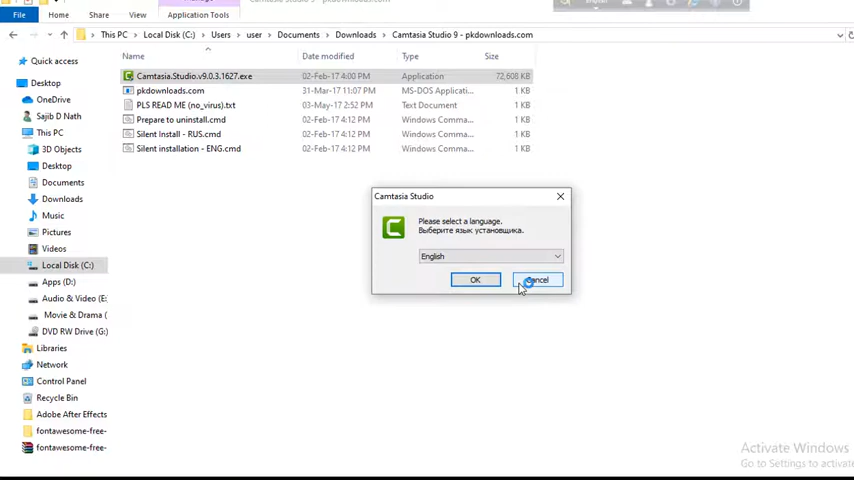 File Home Share View Application Tools
This PC Local Disk (C:) Users user Documents Downloads Camtasia Studio 9 - pkdownloads.com
Name Date modified Type Size
Quick access
Camtasia.Studio.v9.0.3.1627.exe 02-Feb-17 4:00 PM Application 72,608 KB
Desktop pkdownloads.com 31-Mar-17 11:07 PM MS-DOS Applicati... 1 KB
OneDrive PLS READ ME (no_virus).txt 03-May-17 2:52 PM Text Document 1 KB
Sajib D Nath Prepare to uninstall.cmd 02-Feb-17 4:12 PM Windows Comma... 1 KB
This PC Silent Install - RUS.cmd 02-Feb-17 4:12 PM Windows Comma... 1 KB
3D Objects Silent installation - ENG.cmd 02-Feb-17 4:12 PM Windows Comma... 1 KB
Desktop
Documents
Downloads
Music
Pictures
Videos
Local Disk (C:)
Apps (D:)
Audio & Video (E:
Movie & Drama (
DVD RW Drive (G:)
Libraries
Network
Control Panel
Recycle Bin
Adobe After Effects
fontawesome-free-
fontawesome-free-
Camtasia Studio
Please select a language.
Выберите язык установщика.
English
OK Cancel
Activate Windows
Go to Settings to activate